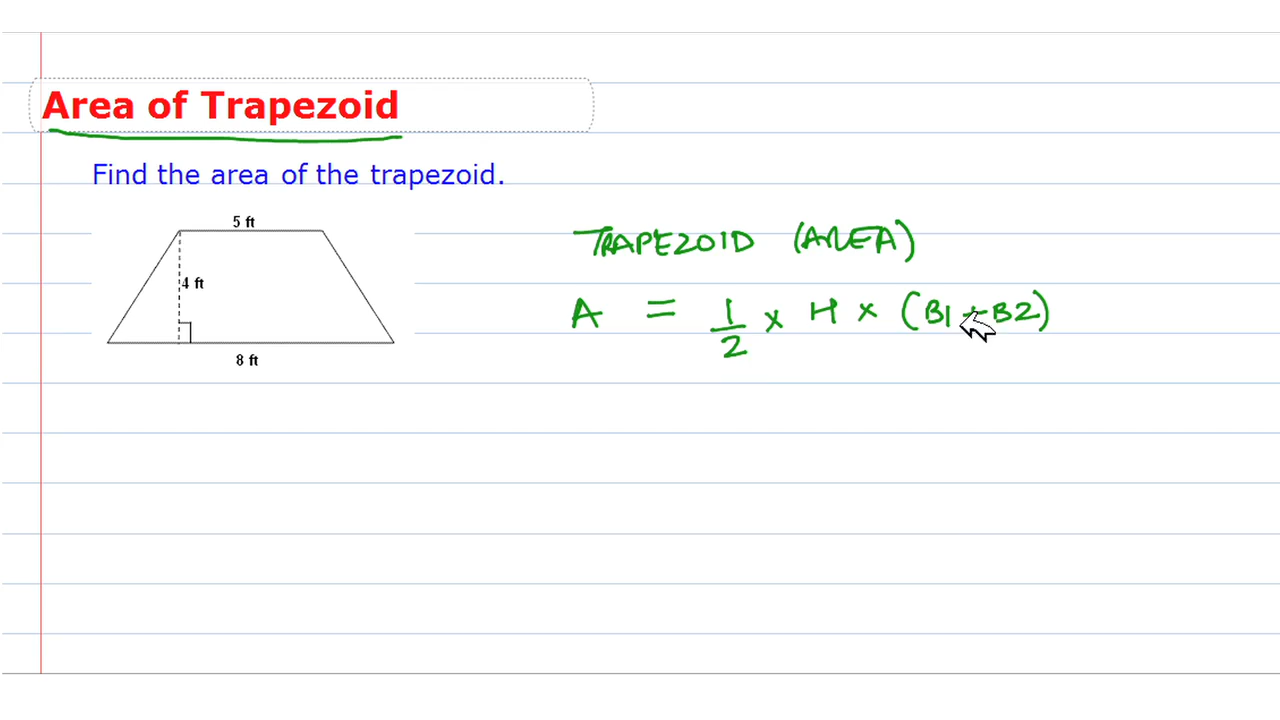 Area of Trapezoid
Find the area of the trapezoid.
5 ft
4 ft
8 ft
TRAPEZOID (AREA)
A = 1/2 x H x (B1 + B2)